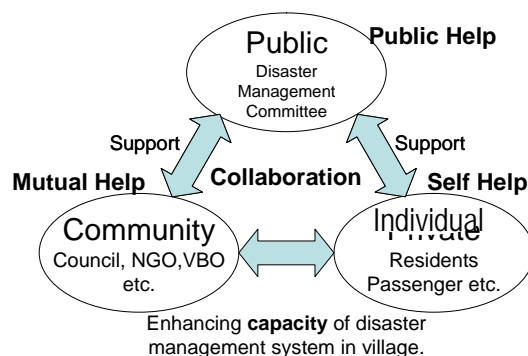 Public
Public Help
Disaster
Management
Committee
Support
Support
Mutual Help
Collaboration
Self Help
Community
Individual
Private
Council, NGO,VBO
etc.
Residents
Passenger etc.
Enhancing capacity of disaster
management system in village.